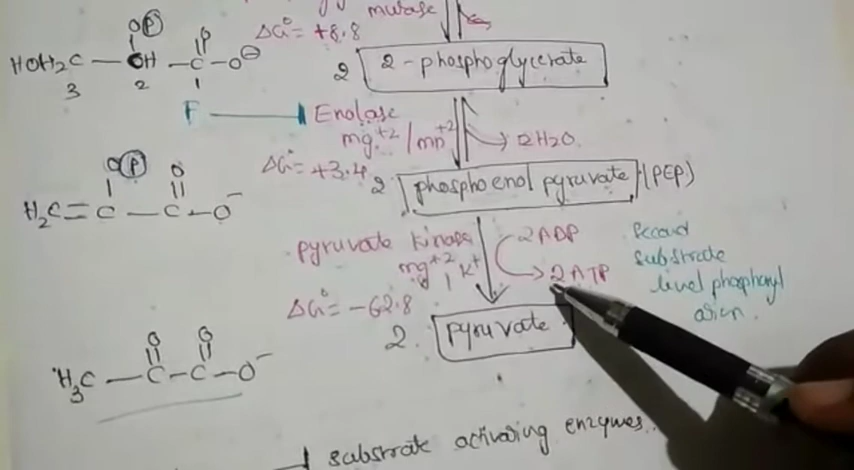 mutase
ΔG° = +8.8
O(P)
HOH₂C — CH — C — O⊖
O
3 2 1
2 2-phosphoglycerate
F
Enolase
mg⁺²/mn⁺²
2H₂O
ΔG° = +3.4
2 phosphoenol pyruvate (PEP)
O(P) O
H₂C = C — C — O⁻
pyruvate kinase
mg⁺² , K⁺
2ADP
2ATP
Second
substrate
level phosphoryl
ation.
ΔG° = -62.8
2. pyruvate
O O
H₃C — C — C — O⁻
substrate activating enzymes.